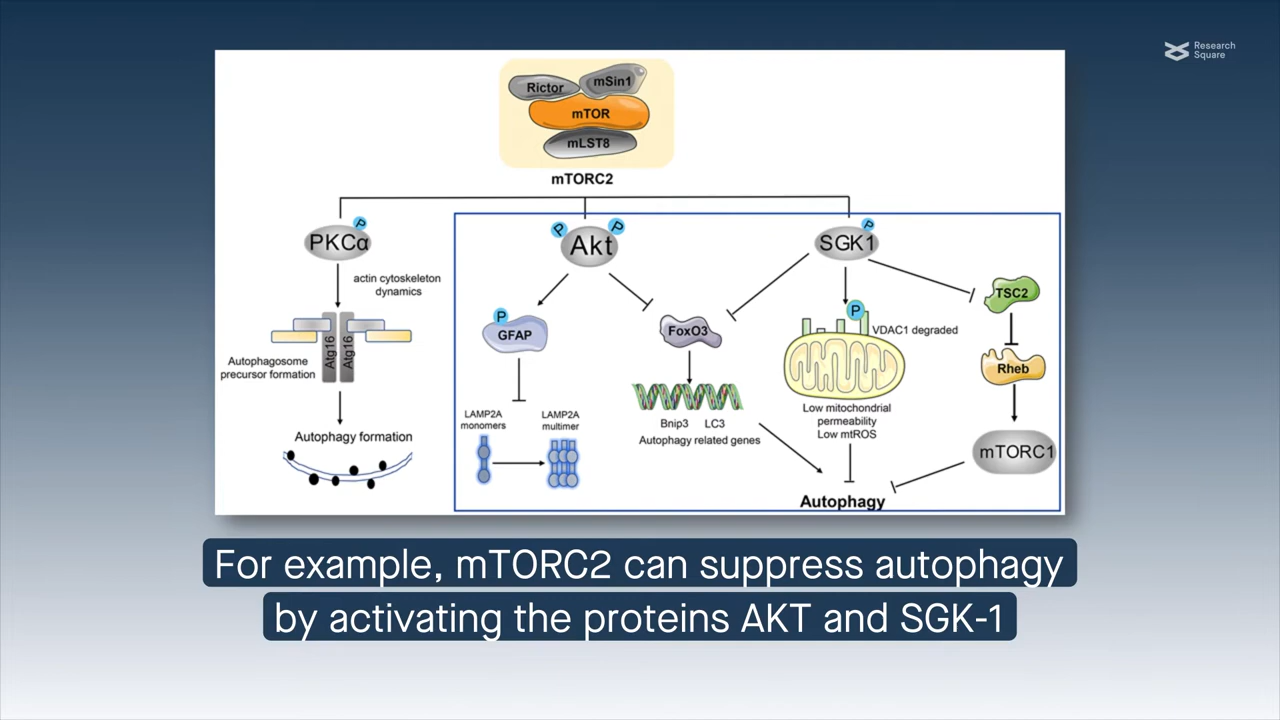 Research
Square
Rictor
mSin1
mTOR
mLST8
mTORC2
P
PKCα
P
P
Akt
P
SGK1
actin cytoskeleton
dynamics
Atg16
Atg16
Autophagosome
precursor formation
Autophagy formation
P
GFAP
LAMP2A
monomers
LAMP2A
multimer
FoxO3
Bnip3 LC3
Autophagy related genes
P
VDAC1 degraded
Low mitochondrial
permeability
Low mtROS
TSC2
Rheb
mTORC1
Autophagy
For example, mTORC2 can suppress autophagy
by activating the proteins AKT and SGK-1